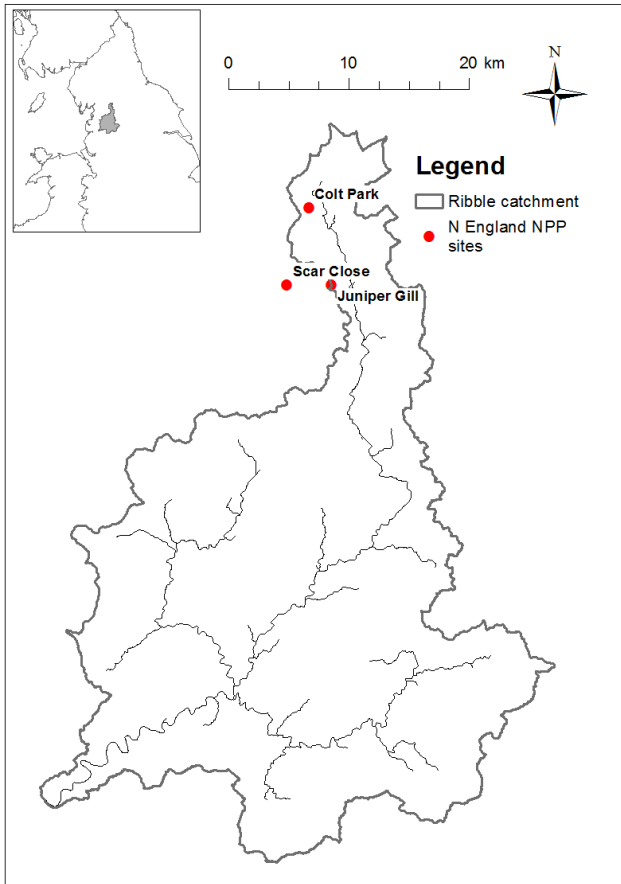 0 10 20 km
N
Legend
Ribble catchment
N England NPP
sites
Colt Park
Scar Close
Juniper Gill